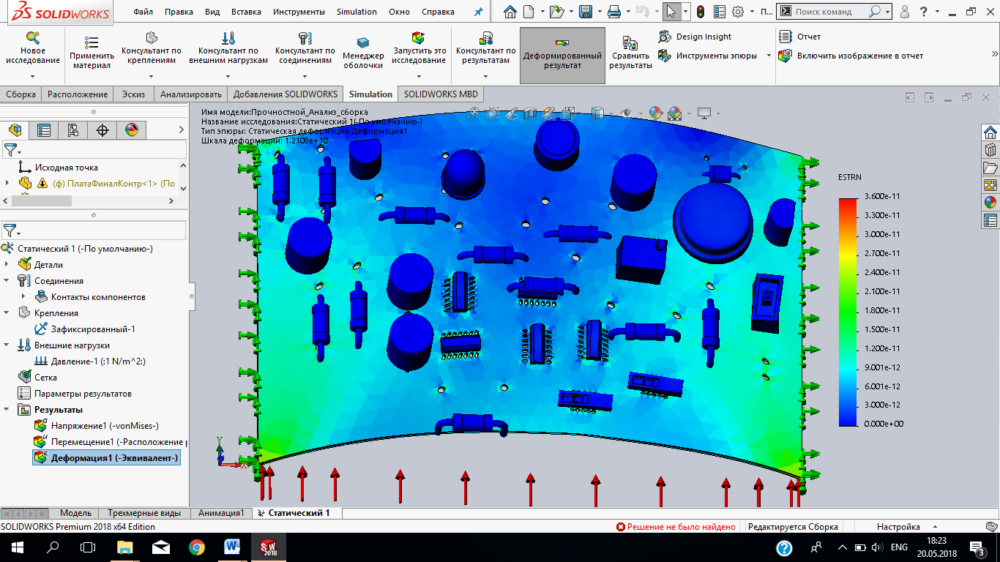 SOLIDWORKS
Файл Правка Вид Вставка Инструменты Simulation Окно Справка
П...
Поиск команд
Новое исследование
Применить материал
Консультант по креплениям
Консультант по внешним нагрузкам
Консультант по соединениям
Менеджер оболочки
Запустить это исследование
Консультант по результатам
Деформированный результат
Сравнить результаты
Design Insight
Инструменты эпюры
Отчет
Включить изображение в отчет
Сборка Расположение Эскиз Анализировать Добавления SOLIDWORKS Simulation SOLIDWORKS MBD
Имя модели:Прочностной_Анализ_сборка
Название исследования:Статический 1(-По умолчанию-)
Тип эпюры: Статическая деформация Деформация1
Шкала деформации: 1.2108e+10
Исходная точка
(ф) ПлатаФиналКонтр<1> (По
Статический 1 (-По умолчанию-)
Детали
Соединения
Контакты компонентов
Крепления
Зафиксированный-1
Внешние нагрузки
Давление-1 (:1 N/m^2:)
Сетка
Параметры результатов
Результаты
Напряжение1 (-vonMises-)
Перемещение1 (-Расположение р
Деформация1 (-Эквивалент-)
ESTRN
3.600e-11
3.300e-11
3.000e-11
2.700e-11
2.400e-11
2.100e-11
1.800e-11
1.500e-11
1.200e-11
9.001e-12
6.001e-12
3.000e-12
0.000e+00
Y
X
Модель Трехмерные виды Анимация1 Статический 1
SOLIDWORKS Premium 2018 x64 Edition
Решение не было найдено
Редактируется Сборка
Настройка
SW 2018
ENG
18:23
20.05.2018
3